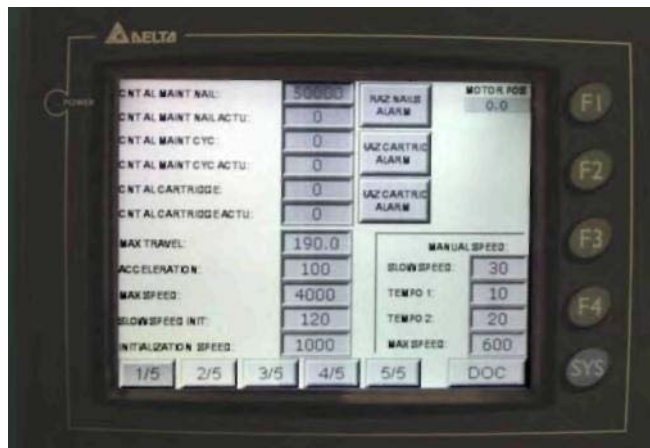 DELTA
POWER
CNT AL MAINT NAIL: 50000
CNT AL MAINT NAIL ACTU: 0
CNT AL MAINT CYC: 0
CNT AL MAINT CYC ACTU: 0
CNT AL CARTRIDGE: 0
CNT AL CARTRIDGE ACTU: 0
MAX TRAVEL: 190.0
ACCELERATION: 100
MAX SPEED: 4000
SLOW SPEED INIT: 120
INITIALIZATION SPEED: 1000
RAZ NAILS
ALARM
RAZ CARTRIC
ALARM
RAZ CARTRIC
ALARM
MOTOR POSI
0.0
MANUAL SPEED:
SLOW SPEED: 30
TEMPO 1: 10
TEMPO 2: 20
MAX SPEED: 600
1/5 2/5 3/5 4/5 5/5 DOC
F1
F2
F3
F4
SYS